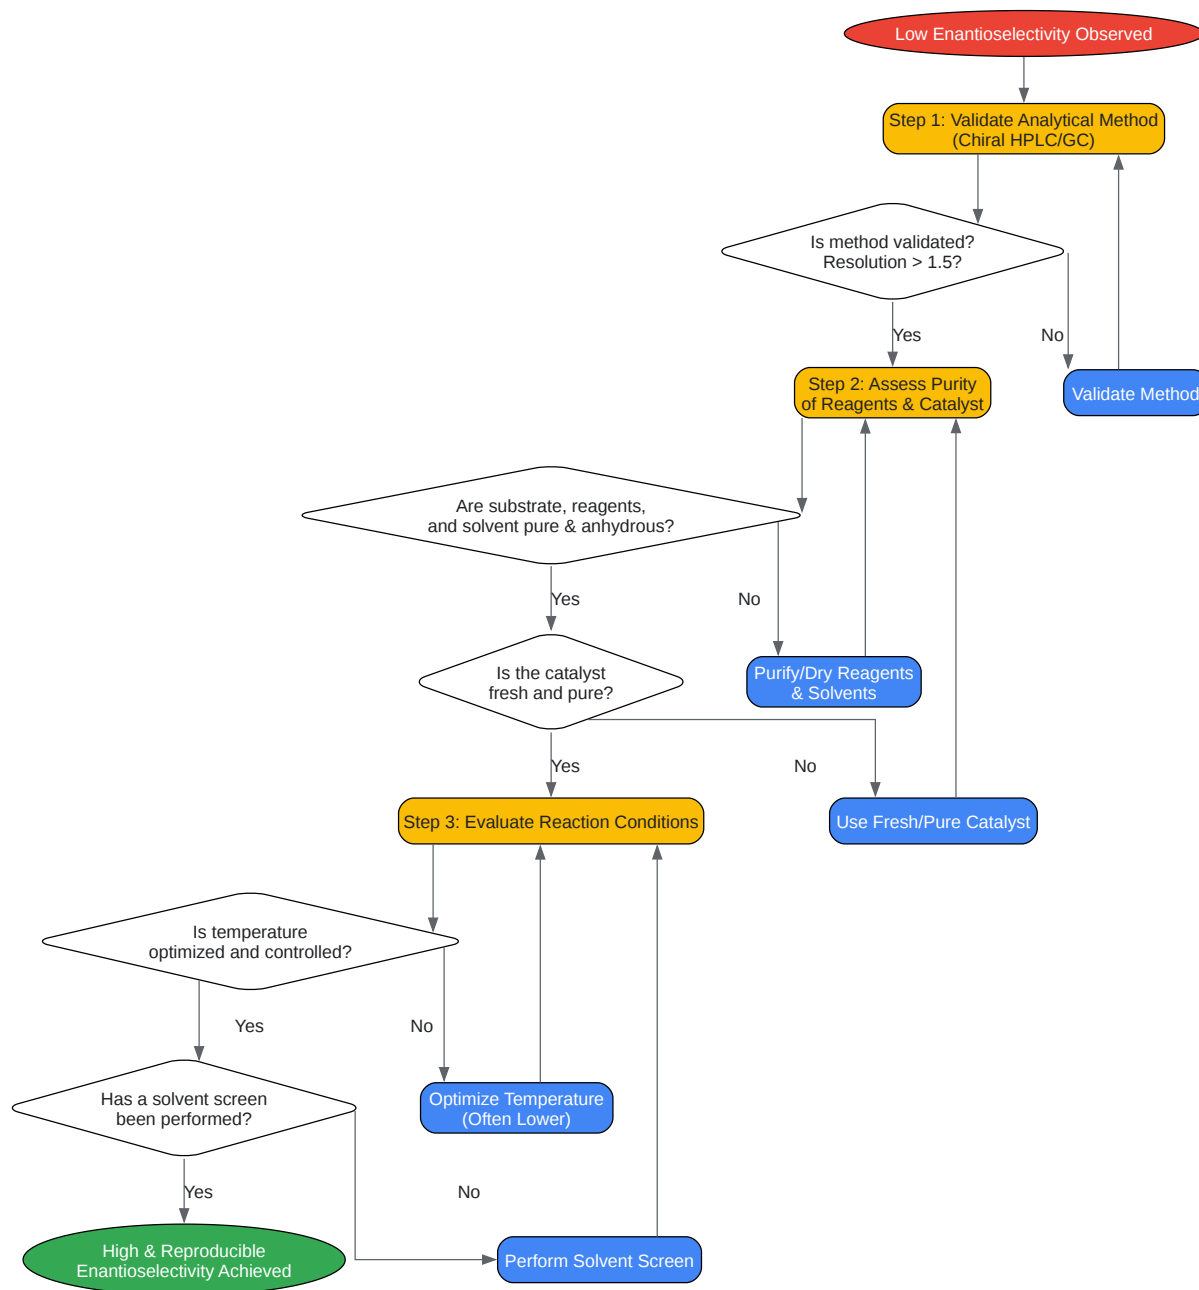 Low Enantioselectivity Observed
Step 1: Validate Analytical Method
(Chiral HPLC/GC)
Is method validated?
Resolution > 1.5?
Yes
No
Step 2: Assess Purity
of Reagents & Catalyst
Validate Method
Are substrate, reagents,
and solvent pure & anhydrous?
Yes
No
Is the catalyst
fresh and pure?
Purify/Dry Reagents
& Solvents
Yes
No
Step 3: Evaluate Reaction Conditions
Use Fresh/Pure Catalyst
Is temperature
optimized and controlled?
Yes
No
Has a solvent screen
been performed?
Optimize Temperature
(Often Lower)
Yes
No
High & Reproducible
Enantioselectivity Achieved
Perform Solvent Screen